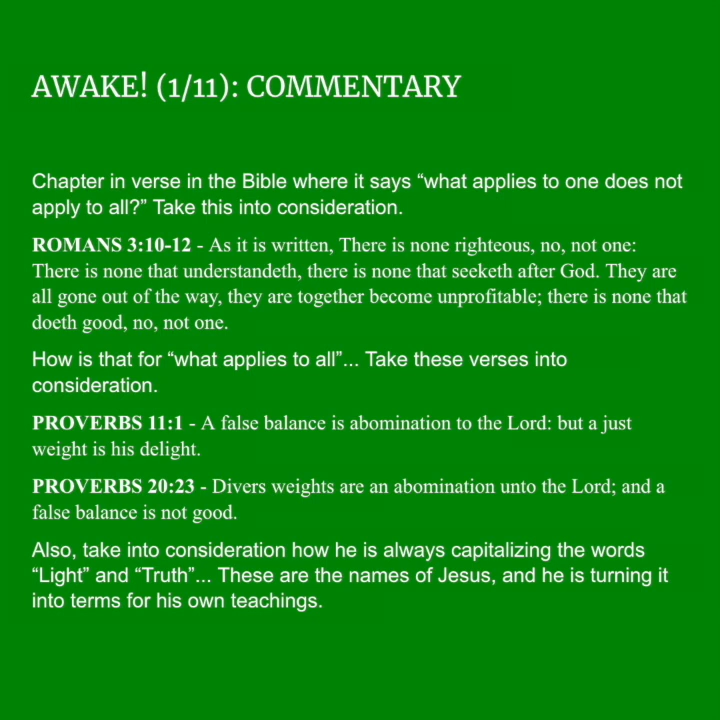 AWAKE! (1/11): COMMENTARY
Chapter in verse in the Bible where it says “what applies to one does not
apply to all?” Take this into consideration.
ROMANS 3:10-12 - As it is written, There is none righteous, no, not one:
There is none that understandeth, there is none that seeketh after God. They are
all gone out of the way, they are together become unprofitable; there is none that
doeth good, no, not one.
How is that for “what applies to all”... Take these verses into
consideration.
PROVERBS 11:1 - A false balance is abomination to the Lord: but a just
weight is his delight.
PROVERBS 20:23 - Divers weights are an abomination unto the Lord; and a
false balance is not good.
Also, take into consideration how he is always capitalizing the words
“Light” and “Truth”... These are the names of Jesus, and he is turning it
into terms for his own teachings.